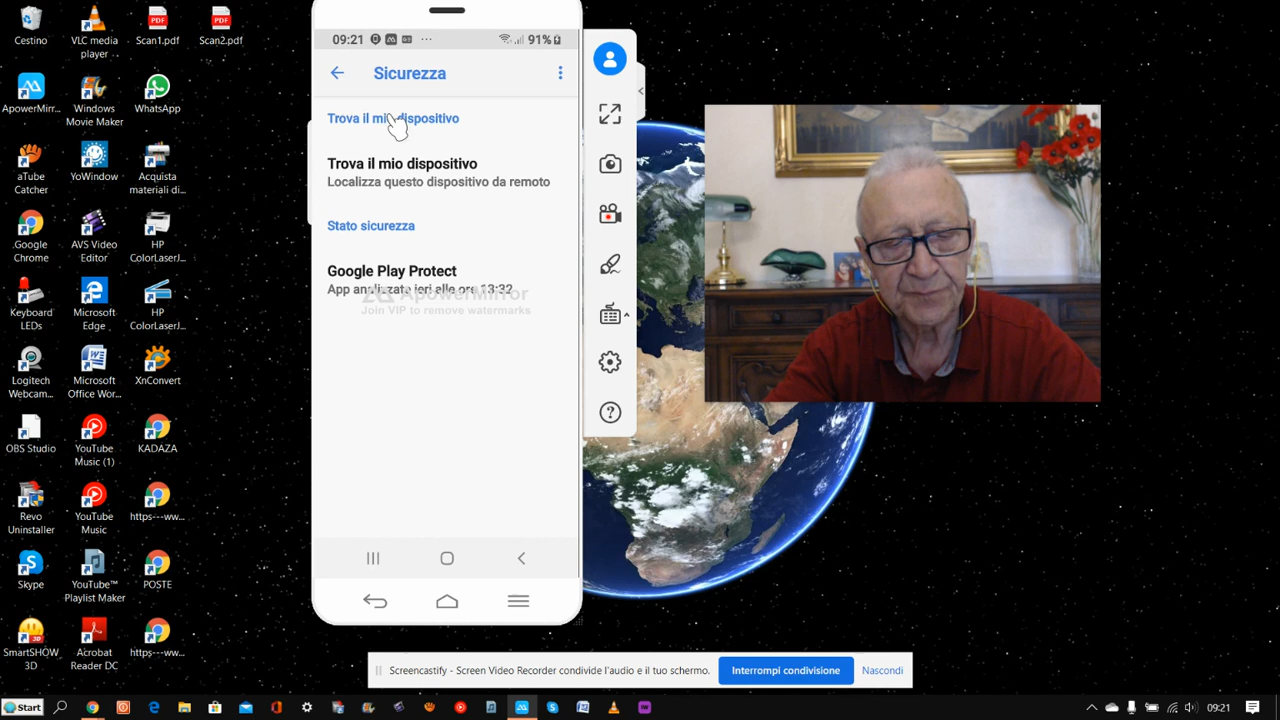 Cestino
VLC media
player
Scan1.pdf
Scan2.pdf
ApowerMirr...
Windows
Movie Maker
WhatsApp
aTube
Catcher
YoWindow
Acquista
materiali di...
Google
Chrome
AVS Video
Editor
HP
ColorLaserJ...
Keyboard
LEDs
Microsoft
Edge
HP
ColorLaserJ...
Logitech
Webcam...
Microsoft
Office Wor...
XnConvert
OBS Studio
YouTube
Music (1)
KADAZA
Revo
Uninstaller
YouTube
Music
https---ww...
Skype
YouTube™
Playlist Maker
POSTE
SmartSHOW
3D
Acrobat
Reader DC
https---ww...
09:21 ... 91%
Sicurezza
Trova il mio dispositivo
Trova il mio dispositivo
Localizza questo dispositivo da remoto
Stato sicurezza
Google Play Protect
App analizzate ieri alle ore 13:32
ApowerMirror
Join VIP to remove watermarks
Screencastify - Screen Video Recorder condivide l'audio e il tuo schermo.
Interrompi condivisione
Nascondi
Start
09:21